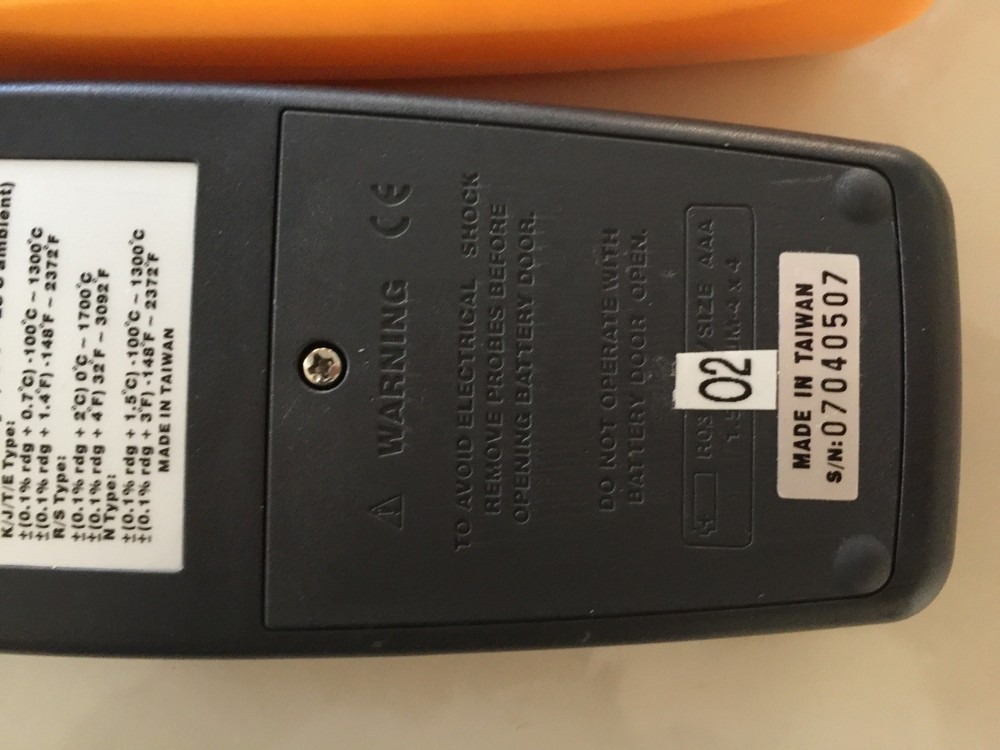 K/J/T/E Type:
±(0.1% rdg + 0.7°C) -100°C ~ 1300°C
±(0.1% rdg + 1.4°F) -148°F ~ 2372°F
R/S Type:
±(0.1% rdg + 2°C) 0°C ~ 1700°C
±(0.1% rdg + 4°F) 32°F ~ 3092°F
N Type:
±(0.1% rdg + 1.5°C) -100°C ~ 1300°C
±(0.1% rdg + 3°F) -148°F ~ 2372°F
MADE IN TAIWAN
WARNING CE
TO AVOID ELECTRICAL SHOCK
REMOVE PROBES BEFORE
OPENING BATTERY DOOR.
DO NOT OPERATE WITH
BATTERY DOOR OPEN.
R03 /SIZE AAA
x 4
02
MADE IN TAIWAN
S/N:07040507